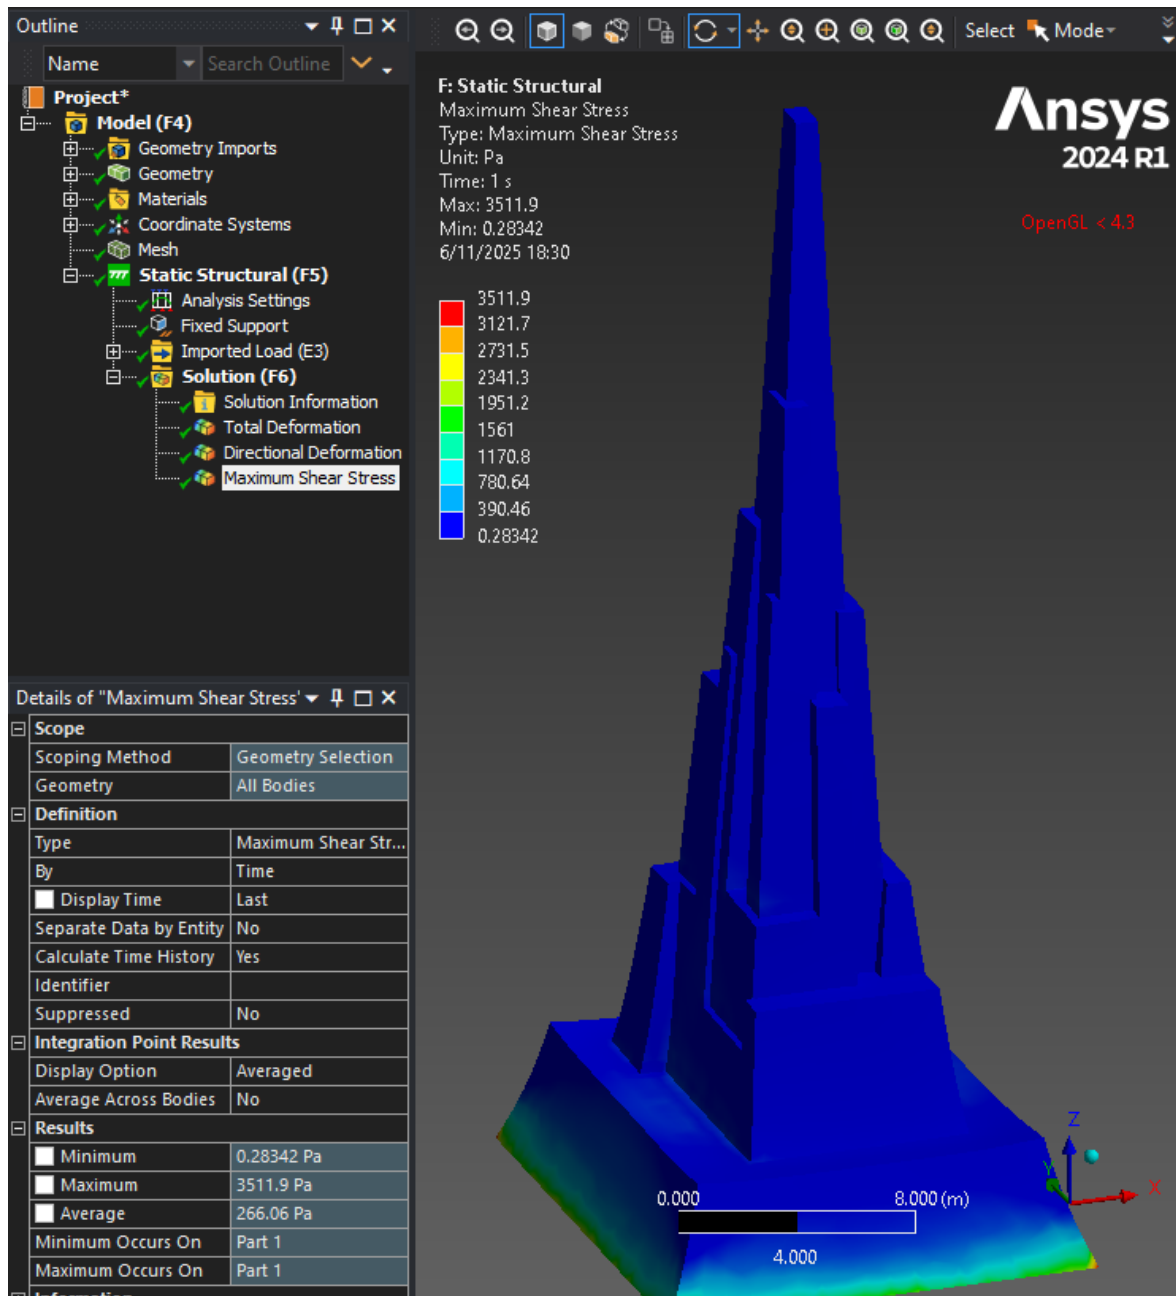 Outline
Name Search Outline
Project*
Model (F4)
Geometry Imports
Geometry
Materials
Coordinate Systems
Mesh
Static Structural (F5)
Analysis Settings
Fixed Support
Imported Load (E3)
Solution (F6)
Solution Information
Total Deformation
Directional Deformation
Maximum Shear Stress
Details of "Maximum Shear Stress'
Scope
Scoping Method Geometry Selection
Geometry All Bodies
Definition
Type Maximum Shear Str...
By Time
Display Time Last
Separate Data by Entity No
Calculate Time History Yes
Identifier
Suppressed No
Integration Point Results
Display Option Averaged
Average Across Bodies No
Results
Minimum 0.28342 Pa
Maximum 3511.9 Pa
Average 266.06 Pa
Minimum Occurs On Part 1
Maximum Occurs On Part 1
Information
Select Mode
F: Static Structural
Maximum Shear Stress
Type: Maximum Shear Stress
Unit: Pa
Time: 1 s
Max: 3511.9
Min: 0.28342
6/11/2025 18:30
3511.9
3121.7
2731.5
2341.3
1951.2
1561
1170.8
780.64
390.46
0.28342
Ansys
2024 R1
OpenGL < 4.3
Z
Y
X
0.000 8.000 (m)
4.000